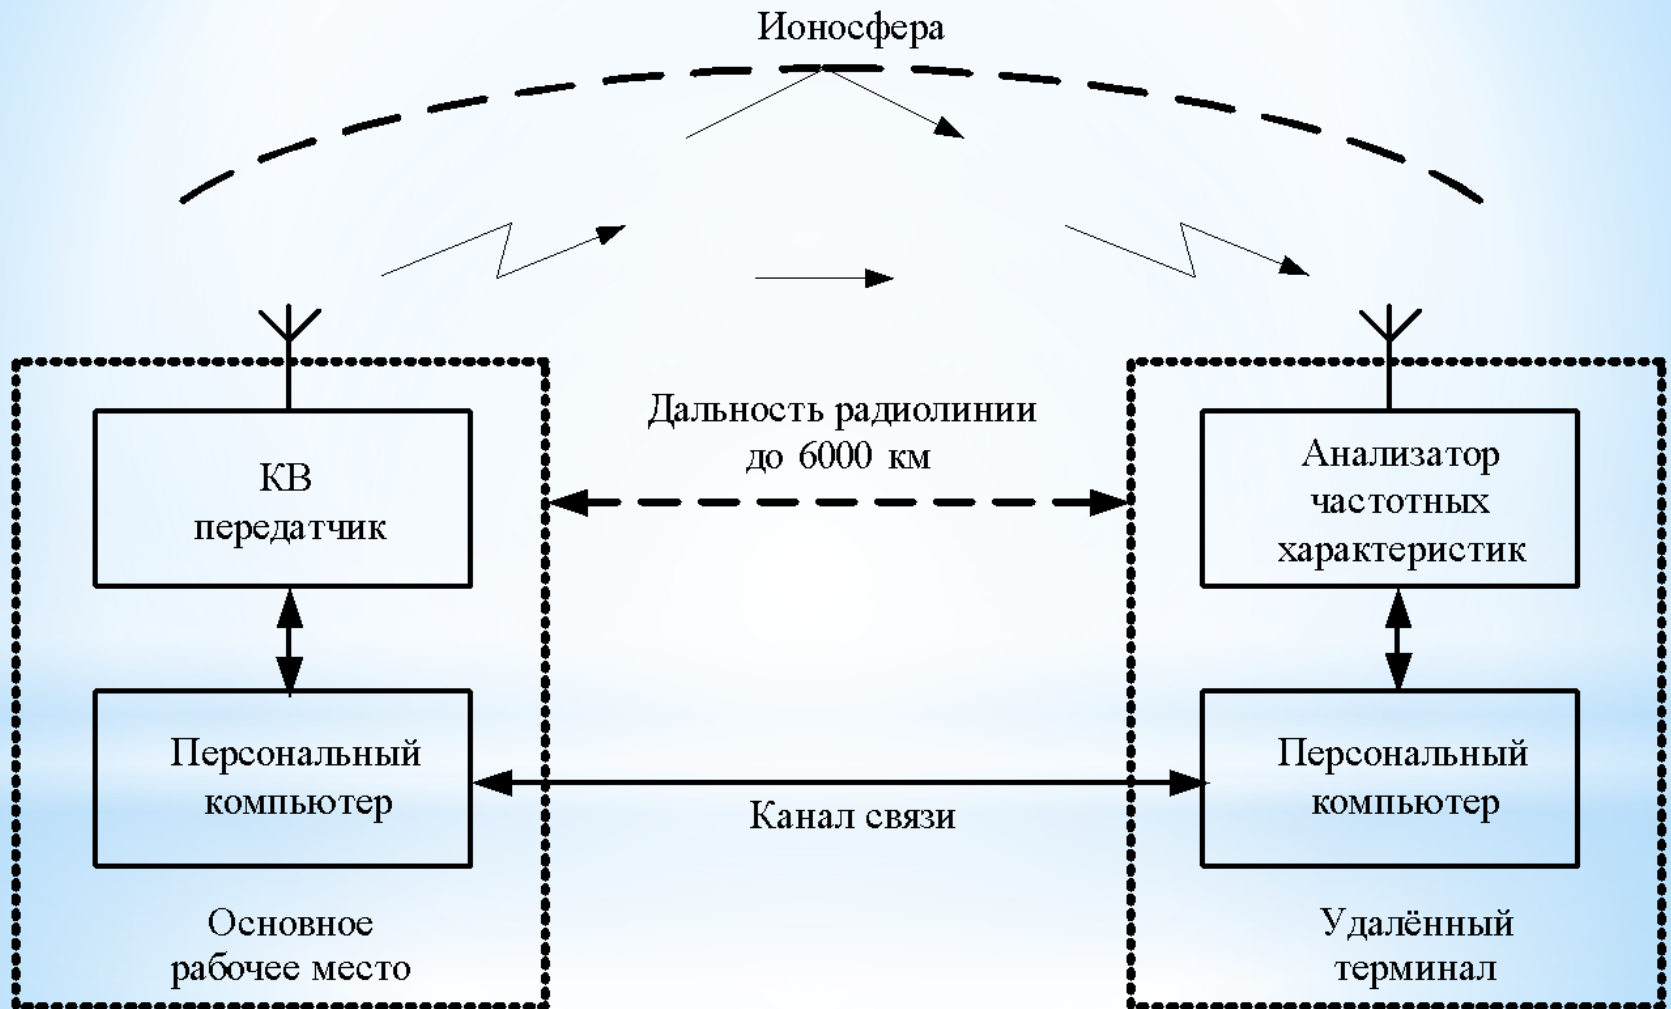 Ионосфера
Дальность радиолинии
до 6000 км
КВ
передатчик
Анализатор
частотных
характеристик
Персональный
компьютер
Канал связи
Персональный
компьютер
Основное
рабочее место
Удалённый
терминал